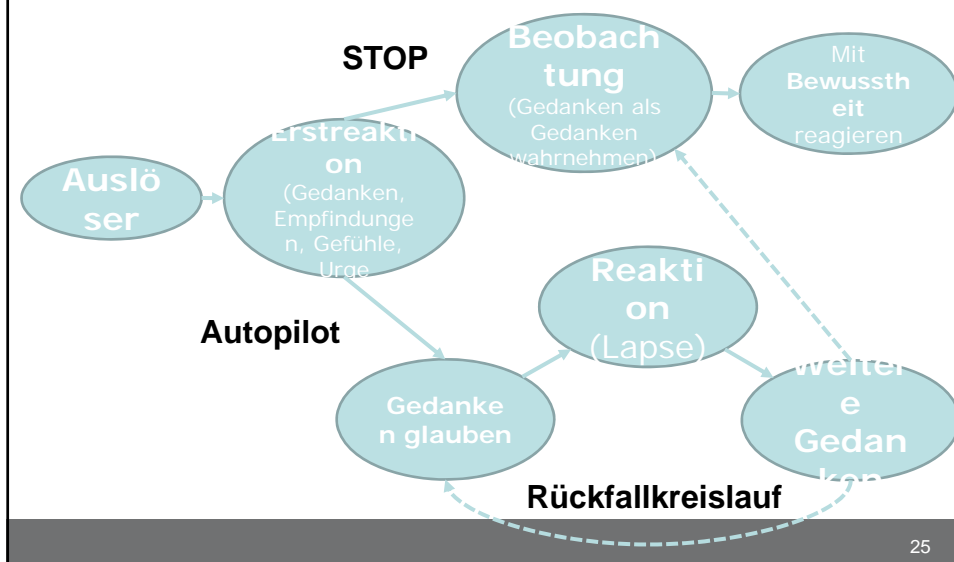 STOP
Beobach
tung
(Gedanken als
Gedanken
wahrnehmen)
Mit
Bewussth
eit
reagieren
Erstreakti
on
(Gedanken,
Empfindunge
n, Gefühle,
Urge
Auslö
ser
Autopilot
Reakti
on
(Lapse)
Gedanke
n glauben
Weiter
e
Gedan
ken
Rückfallkreislauf
25